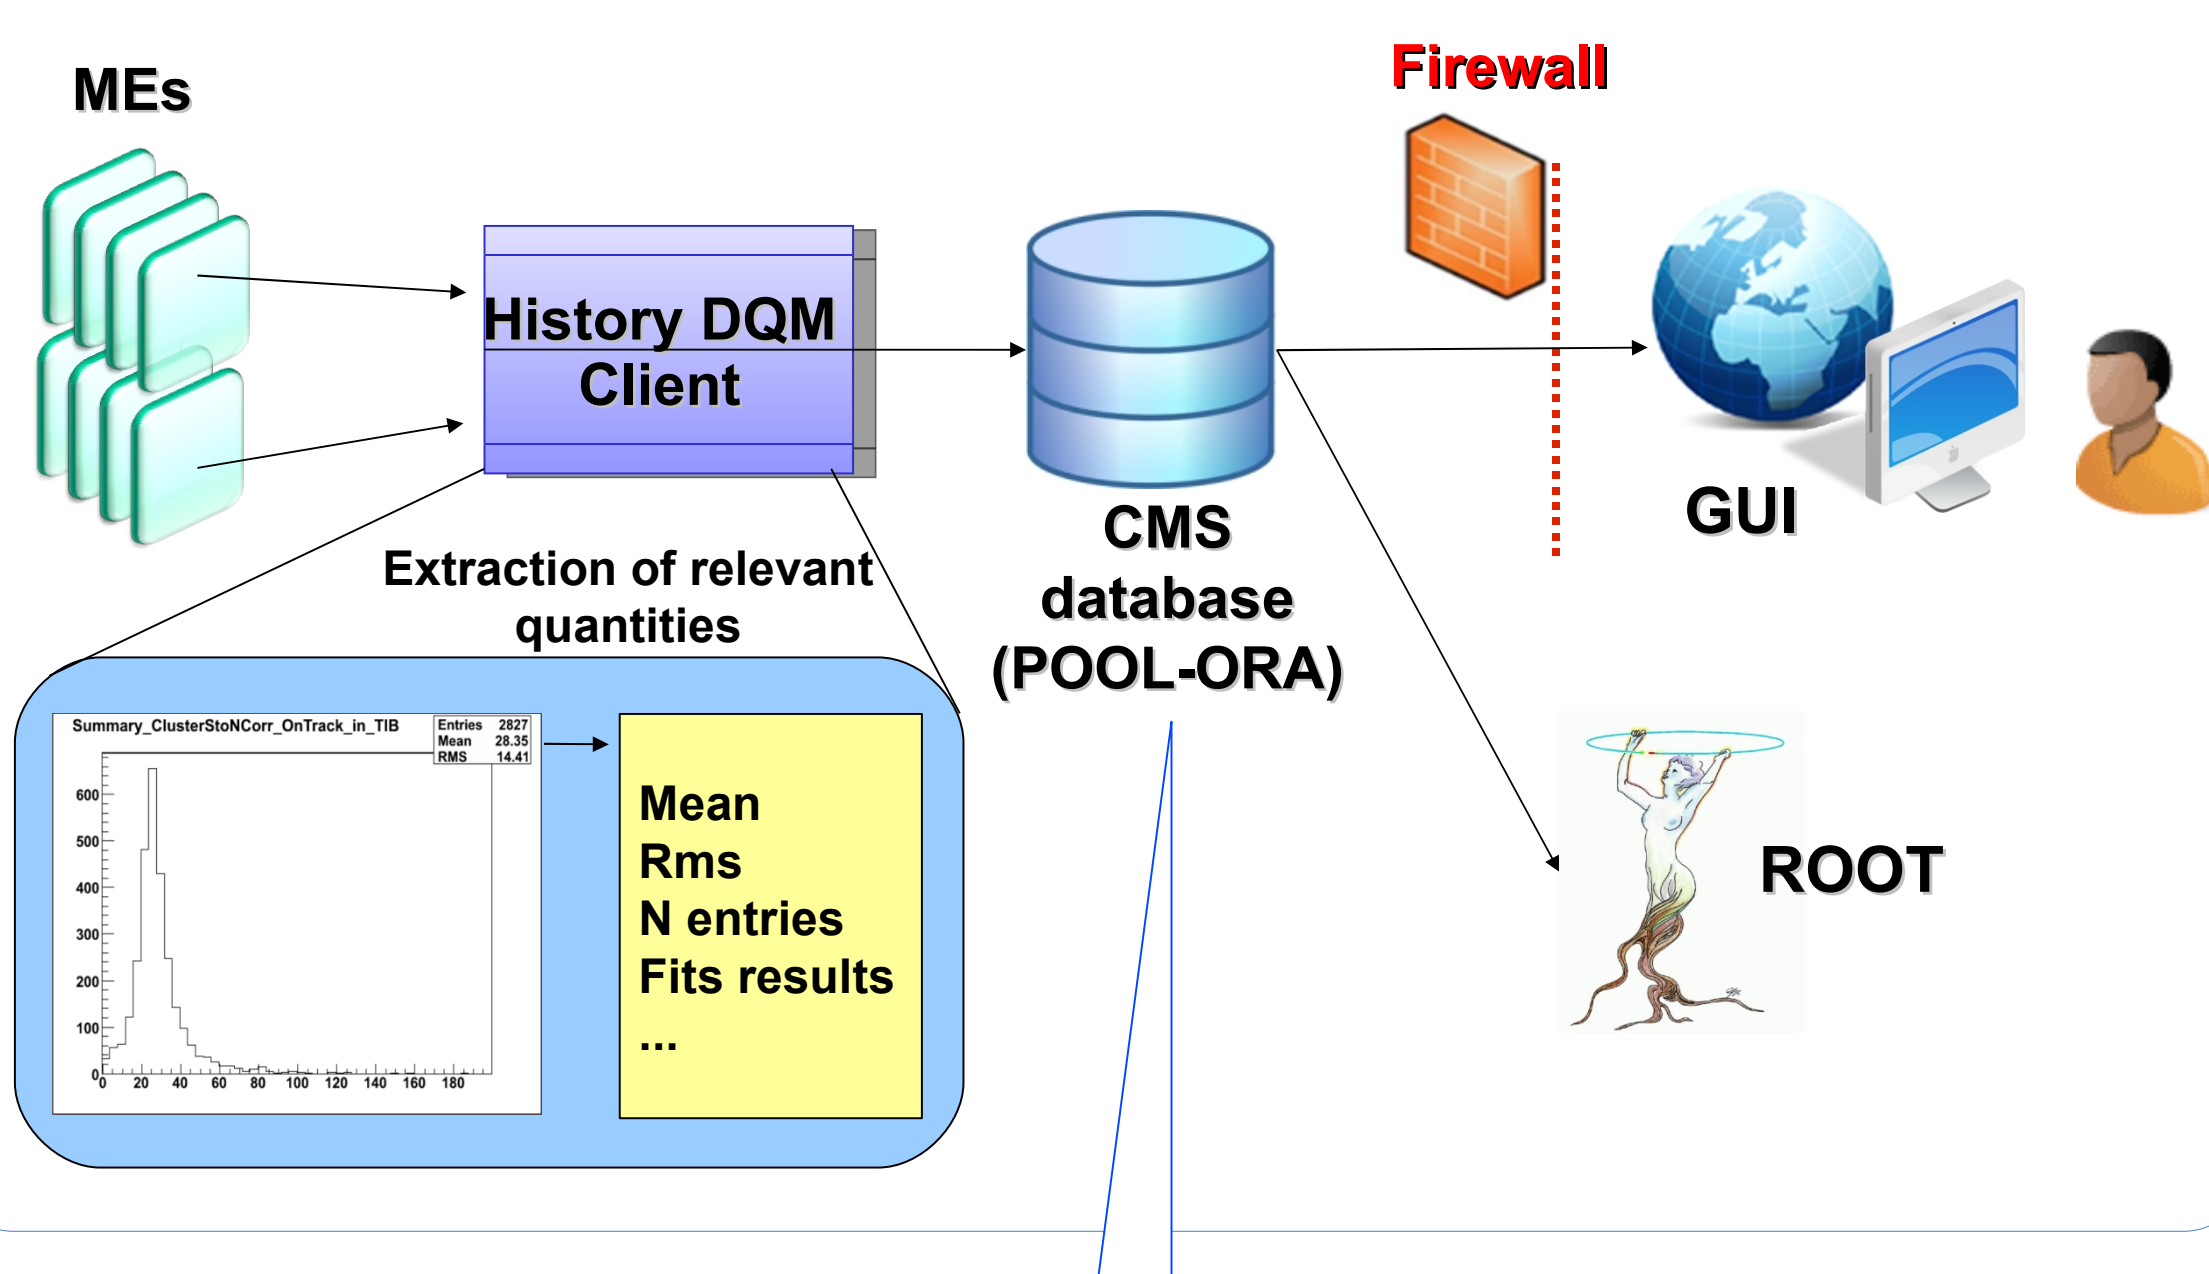 MEs
Firewall
History DQM
Client
GUI
CMS
database
(POOL-ORA)
Extraction of relevant
quantities
Summary_ClusterStoNCorr_OnTrack_in_TIB
Entries 2827
Mean 28.35
RMS 14.41
600
500
400
300
200
100
0
0 20 40 60 80 100 120 140 160 180
Mean
Rms
N entries
Fits results
...
ROOT